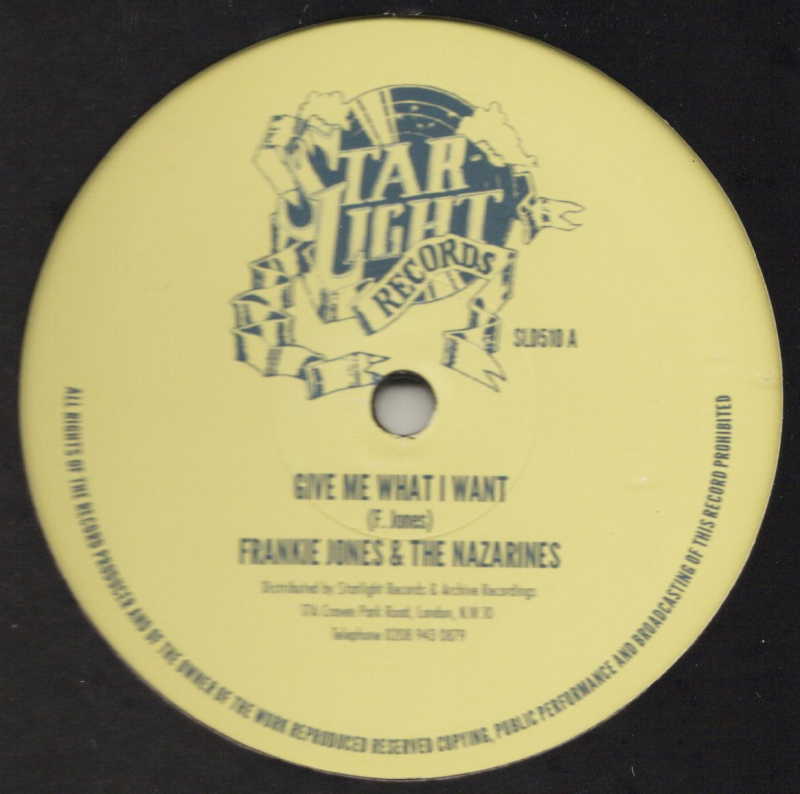 STAR
LIGHT
RECORDS
SLD510 A
GIVE ME WHAT I WANT
(F. Jones)
FRANKIE JONES & THE NAZARINES
Distributed by Starlight Records & Archive Recordings
17A Craven Park Road, London, N.W.10
Telephone 0208 943 0879
ALL RIGHTS OF THE RECORD PRODUCER AND OF THE OWNER OF THE WORK REPRODUCED RESERVED COPYING, PUBLIC PERFORMANCE AND BROADCASTING OF THIS RECORD PROHIBITED